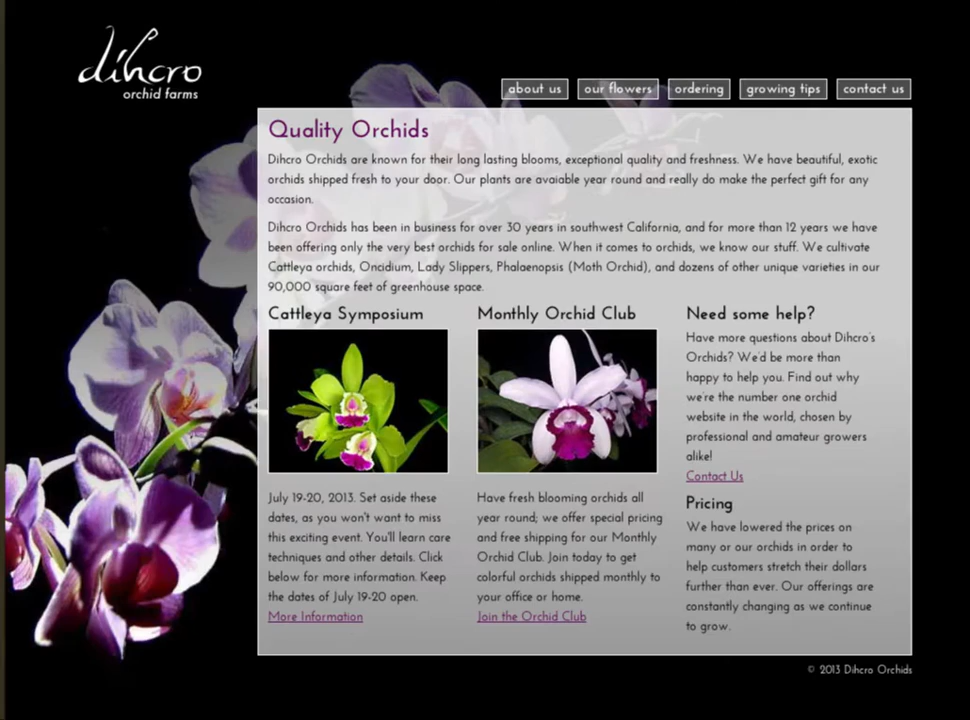 dihcro
orchid farms
about us
our flowers
ordering
growing tips
contact us
Quality Orchids
Dihcro Orchids are known for their long lasting blooms, exceptional quality and freshness. We have beautiful, exotic
orchids shipped fresh to your door. Our plants are avaiable year round and really do make the perfect gift for any
occasion.
Dihcro Orchids has been in business for over 30 years in southwest California, and for more than 12 years we have
been offering only the very best orchids for sale online. When it comes to orchids, we know our stuff. We cultivate
Cattleya orchids, Oncidium, Lady Slippers, Phalaenopsis (Moth Orchid), and dozens of other unique varieties in our
90,000 square feet of greenhouse space.
Cattleya Symposium
July 19-20, 2013. Set aside these
dates, as you won't want to miss
this exciting event. You'll learn care
techniques and other details. Click
below for more information. Keep
the dates of July 19-20 open.
More Information
Monthly Orchid Club
Have fresh blooming orchids all
year round; we offer special pricing
and free shipping for our Monthly
Orchid Club. Join today to get
colorful orchids shipped monthly to
your office or home.
Join the Orchid Club
Need some help?
Have more questions about Dihcro's
Orchids? We'd be more than
happy to help you. Find out why
we're the number one orchid
website in the world, chosen by
professional and amateur growers
alike!
Contact Us
Pricing
We have lowered the prices on
many or our orchids in order to
help customers stretch their dollars
further than ever. Our offerings are
constantly changing as we continue
to grow.
© 2013 Dihcro Orchids